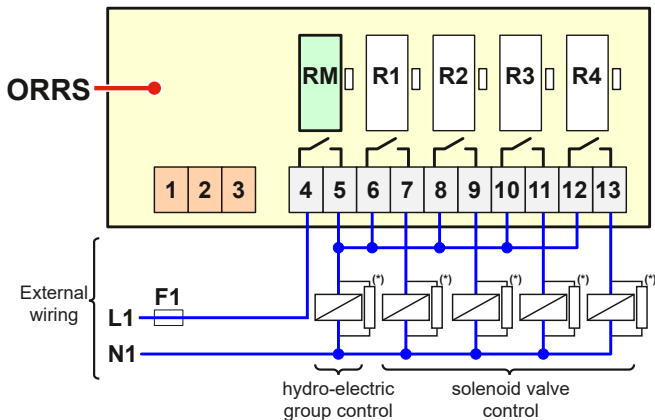 RM R1 R2 R3 R4
ORRS
1 2 3 4 5 6 7 8 9 10 11 12 13
(*) (*) (*) (*) (*)
External
wiring
F1
L1
N1
hydro-electric
group control
solenoid valve
control